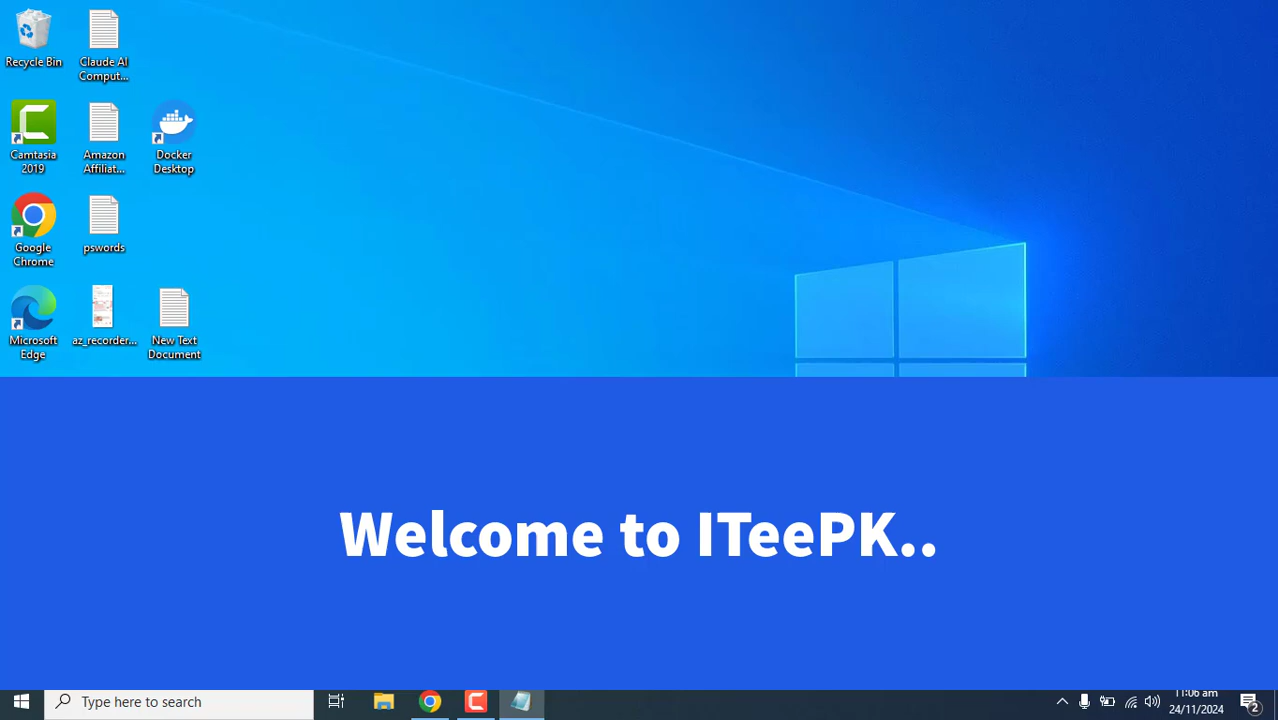 Recycle Bin
Claude AI
Comput...
Camtasia
2019
Amazon
Affiliat...
Docker
Desktop
Google
Chrome
pswords
Microsoft
Edge
az_recorder...
New Text
Document
Welcome to ITeePK..
Type here to search
11:06 am
24/11/2024
2